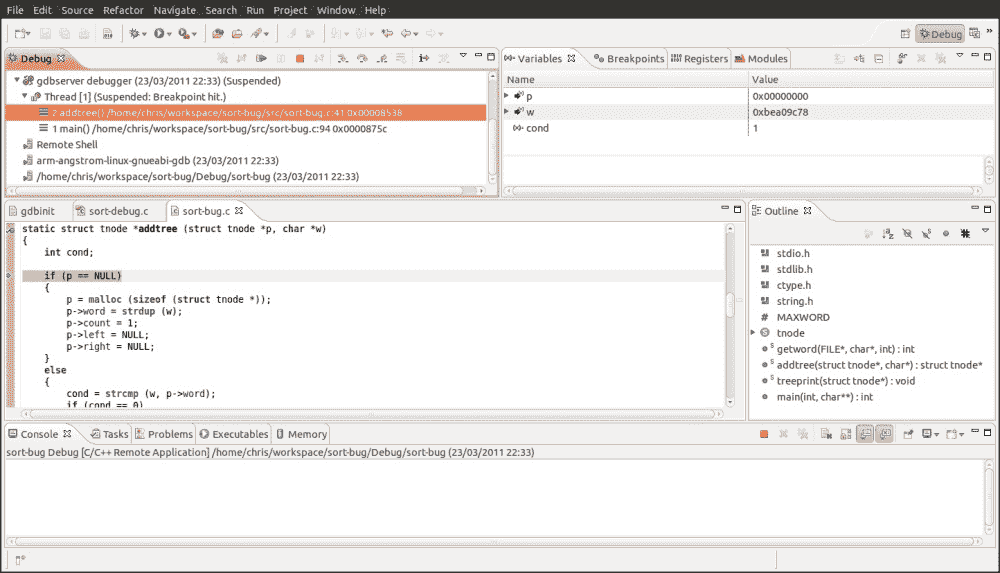 File Edit Source Refactor Navigate Search Run Project Window Help
Debug
Debug
gdbserver debugger (23/03/2011 22:33) (Suspended)
Thread [1] (Suspended: Breakpoint hit.)
2 addtree() /home/chris/workspace/sort-bug/src/sort-bug.c:41 0x00008538
1 main() /home/chris/workspace/sort-bug/src/sort-bug.c:94 0x0000875c
Remote Shell
arm-angstrom-linux-gnueabi-gdb (23/03/2011 22:33)
/home/chris/workspace/sort-bug/Debug/sort-bug (23/03/2011 22:33)
Variables Breakpoints Registers Modules
Name Value
p 0x00000000
w 0xbea09c78
cond 1
gdbinit sort-debug.c sort-bug.c
static struct tnode *addtree (struct tnode *p, char *w)
{
int cond;
if (p == NULL)
{
p = malloc (sizeof (struct tnode *));
p->word = strdup (w);
p->count = 1;
p->left = NULL;
p->right = NULL;
}
else
{
cond = strcmp (w, p->word);
if (cond == 0)
Outline
stdio.h
stdlib.h
ctype.h
string.h
# MAXWORD
tnode
getword(FILE*, char*, int) : int
addtree(struct tnode*, char*) : struct tnode*
treeprint(struct tnode*) : void
main(int, char**) : int
Console Tasks Problems Executables Memory
sort-bug Debug [C/C++ Remote Application] /home/chris/workspace/sort-bug/Debug/sort-bug (23/03/2011 22:33)